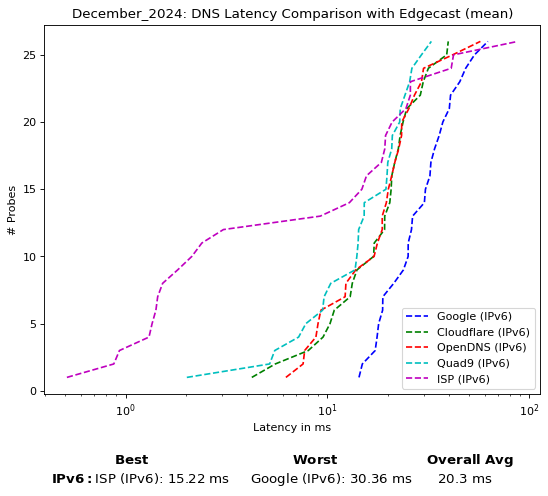 December_2024: DNS Latency Comparison with Edgecast (mean)
# Probes
25
20
15
10
5
0
Google (IPv6)
Cloudflare (IPv6)
OpenDNS (IPv6)
Quad9 (IPv6)
ISP (IPv6)
10⁰ 10¹ 10²
Latency in ms
Best Worst Overall Avg
IPv6: ISP (IPv6): 15.22 ms Google (IPv6): 30.36 ms 20.3 ms